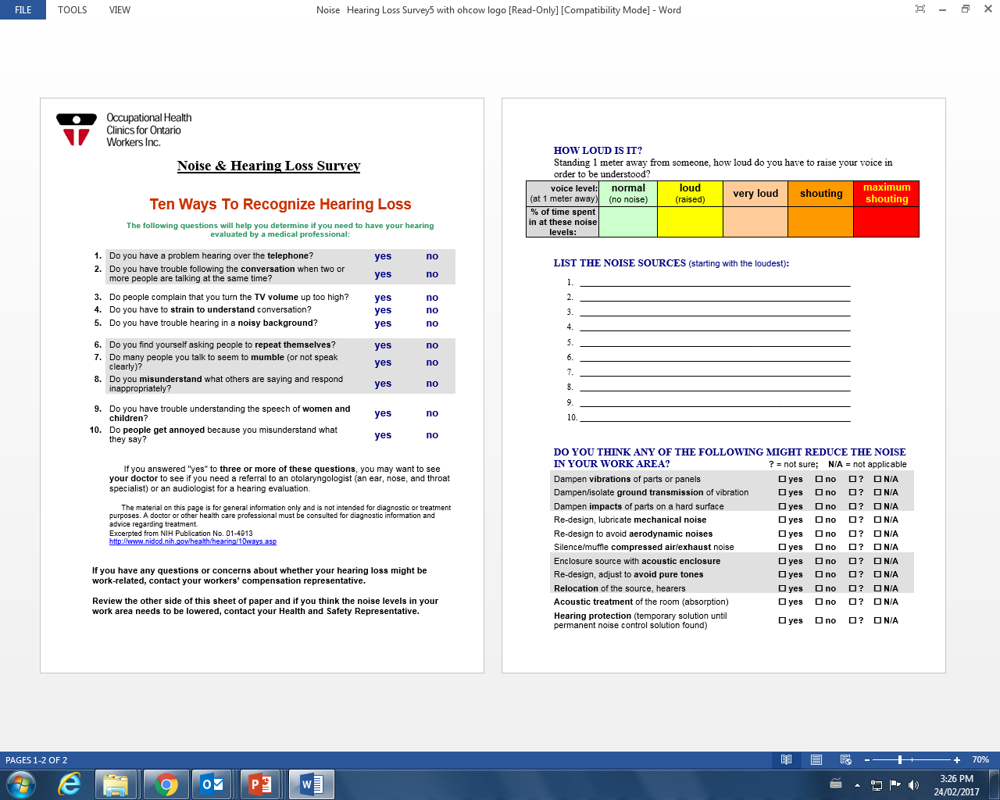 FILE TOOLS VIEW Noise Hearing Loss Survey5 with ohcow logo [Read-Only] [Compatibility Mode] - Word
Occupational Health
Clinics for Ontario
Workers Inc.
Noise & Hearing Loss Survey
Ten Ways To Recognize Hearing Loss
The following questions will help you determine if you need to have your hearing
evaluated by a medical professional:
1. Do you have a problem hearing over the telephone? yes no
2. Do you have trouble following the conversation when two or
more people are talking at the same time? yes no
3. Do people complain that you turn the TV volume up too high? yes no
4. Do you have to strain to understand conversation? yes no
5. Do you have trouble hearing in a noisy background? yes no
6. Do you find yourself asking people to repeat themselves? yes no
7. Do many people you talk to seem to mumble (or not speak
clearly)? yes no
8. Do you misunderstand what others are saying and respond
inappropriately? yes no
9. Do you have trouble understanding the speech of women and
children? yes no
10. Do people get annoyed because you misunderstand what
they say? yes no
If you answered "yes" to three or more of these questions, you may want to see
your doctor to see if you need a referral to an otolaryngologist (an ear, nose, and throat
specialist) or an audiologist for a hearing evaluation.
The material on this page is for general information only and is not intended for diagnostic or treatment
purposes. A doctor or other health care professional must be consulted for diagnostic information and
advice regarding treatment.
Excerpted from NIH Publication No. 01-4913
http://www.nidcd.nih.gov/health/hearing/10ways.asp
If you have any questions or concerns about whether your hearing loss might be
work-related, contact your workers' compensation representative.
Review the other side of this sheet of paper and if you think the noise levels in your
work area needs to be lowered, contact your Health and Safety Representative.
HOW LOUD IS IT?
Standing 1 meter away from someone, how loud do you have to raise your voice in
order to be understood?
voice level: normal loud very loud shouting maximum
(at 1 meter away) (no noise) (raised) shouting
% of time spent
in at these noise
levels:
LIST THE NOISE SOURCES (starting with the loudest):
1.
2.
3.
4.
5.
6.
7.
8.
9.
10.
DO YOU THINK ANY OF THE FOLLOWING MIGHT REDUCE THE NOISE
IN YOUR WORK AREA? ? = not sure; N/A = not applicable
Dampen vibrations of parts or panels ☐ yes ☐ no ☐ ? ☐ N/A
Dampen/isolate ground transmission of vibration ☐ yes ☐ no ☐ ? ☐ N/A
Dampen impacts of parts on a hard surface ☐ yes ☐ no ☐ ? ☐ N/A
Re-design, lubricate mechanical noise ☐ yes ☐ no ☐ ? ☐ N/A
Re-design to avoid aerodynamic noises ☐ yes ☐ no ☐ ? ☐ N/A
Silence/muffle compressed air/exhaust noise ☐ yes ☐ no ☐ ? ☐ N/A
Enclosure source with acoustic enclosure ☐ yes ☐ no ☐ ? ☐ N/A
Re-design, adjust to avoid pure tones ☐ yes ☐ no ☐ ? ☐ N/A
Relocation of the source, hearers ☐ yes ☐ no ☐ ? ☐ N/A
Acoustic treatment of the room (absorption) ☐ yes ☐ no ☐ ? ☐ N/A
Hearing protection (temporary solution until
permanent noise control solution found) ☐ yes ☐ no ☐ ? ☐ N/A
PAGES 1-2 OF 2 70%
3:26 PM
24/02/2017